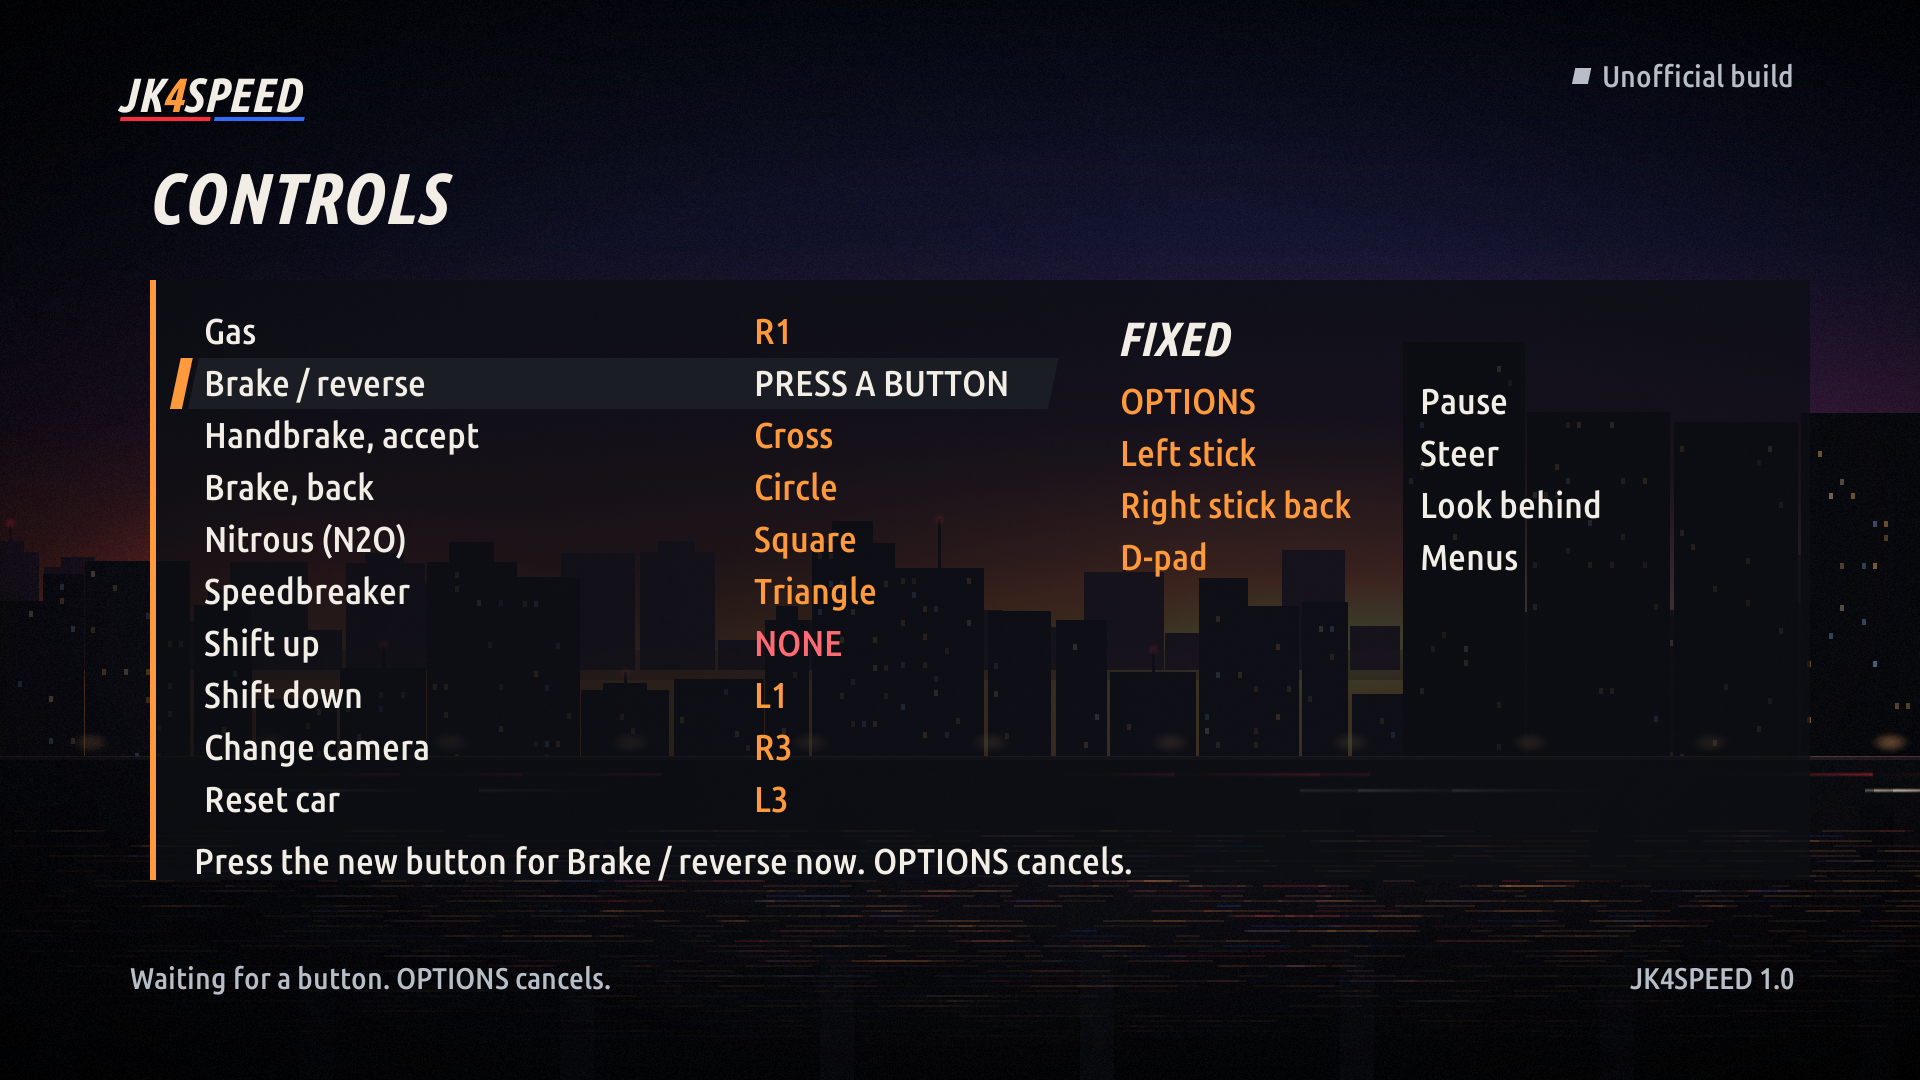 JK4SPEED
Unofficial build
CONTROLS
Gas R1
Brake / reverse PRESS A BUTTON
Handbrake, accept Cross
Brake, back Circle
Nitrous (N2O) Square
Speedbreaker Triangle
Shift up NONE
Shift down L1
Change camera R3
Reset car L3
FIXED
OPTIONS Pause
Left stick Steer
Right stick back Look behind
D-pad Menus
Press the new button for Brake / reverse now. OPTIONS cancels.
Waiting for a button. OPTIONS cancels.
JK4SPEED 1.0